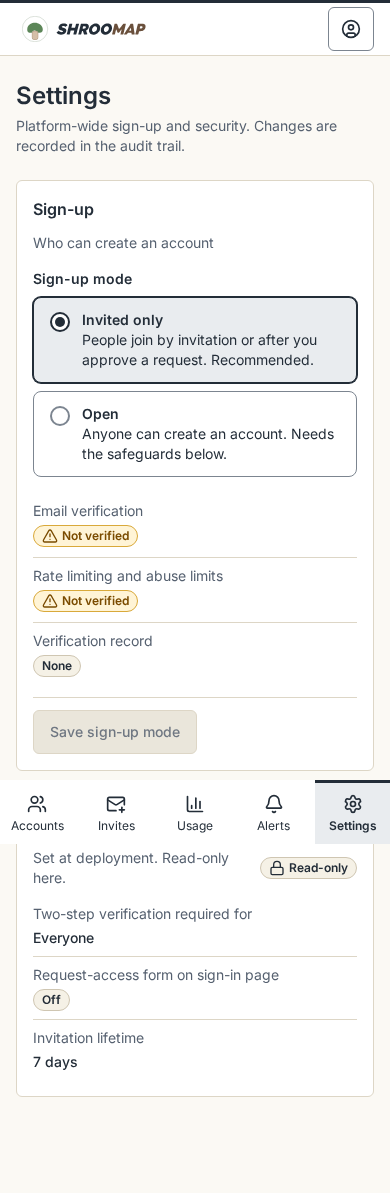 SHROOMAP
Settings
Platform-wide sign-up and security. Changes are
recorded in the audit trail.
Sign-up
Who can create an account
Sign-up mode
Invited only
People join by invitation or after you
approve a request. Recommended.
Open
Anyone can create an account. Needs
the safeguards below.
Email verification
Not verified
Rate limiting and abuse limits
Not verified
Verification record
None
Save sign-up mode
Accounts
Invites
Usage
Alerts
Settings
Set at deployment. Read-only
here.
Read-only
Two-step verification required for
Everyone
Request-access form on sign-in page
Off
Invitation lifetime
7 days